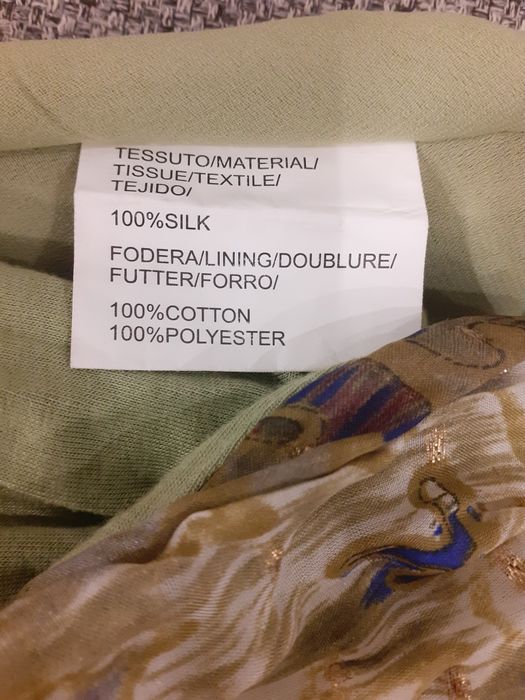 TESSUTO/MATERIAL/
TISSUE/TEXTILE/
TEJIDO/
100%SILK
FODERA/LINING/DOUBLURE/
FUTTER/FORRO/
100%COTTON
100%POLYESTER